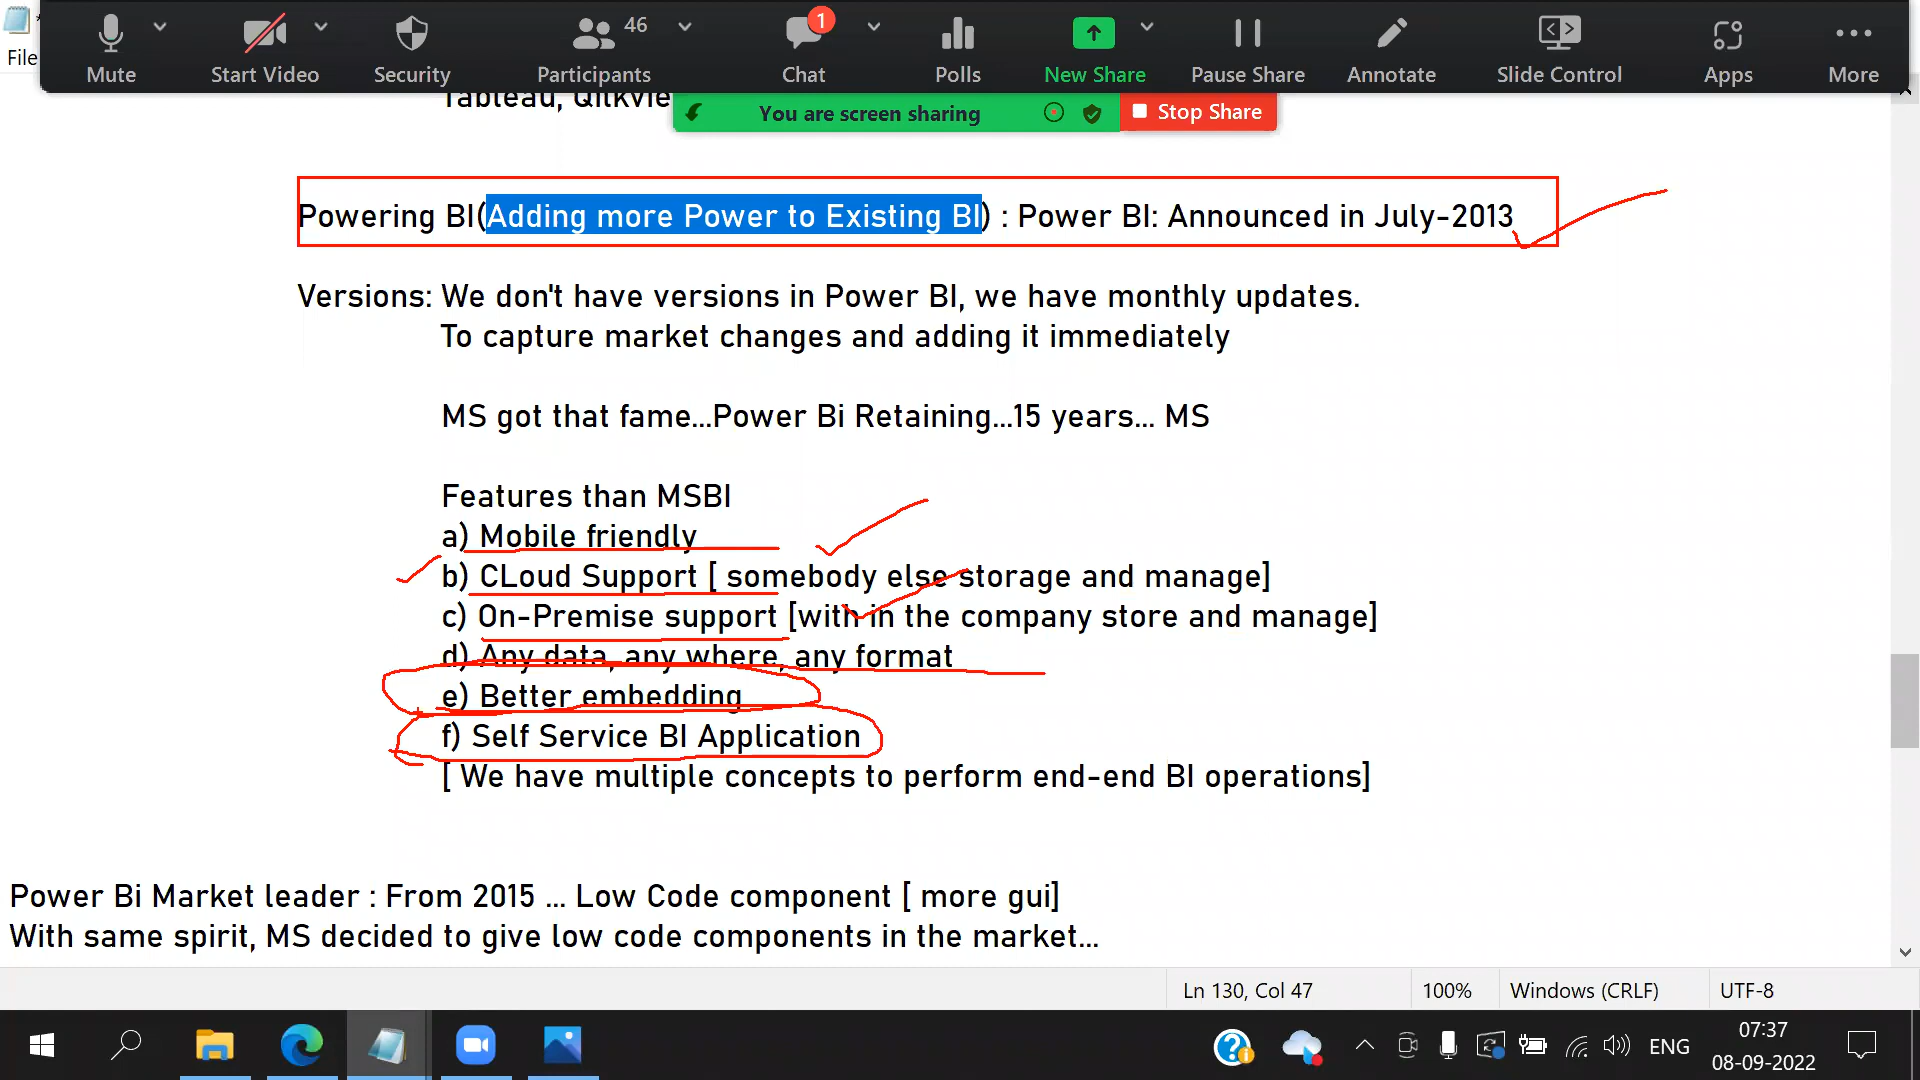 File
Mute
Start Video
Security
Participants
46
Chat
1
Polls
New Share
Pause Share
Annotate
Slide Control
Apps
More
Tableau,
You are screen sharing
Stop Share
Powering BI(Adding more Power to Existing BI) : Power BI: Announced in July-2013
Versions: We don't have versions in Power BI, we have monthly updates.
To capture market changes and adding it immediately
MS got that fame...Power Bi Retaining...15 years... MS
Features than MSBI
a) Mobile friendly
b) CLoud Support [ somebody else storage and manage]
c) On-Premise support [with in the company store and manage]
d) Any data, any where, any format
e) Better embedding
f) Self Service BI Application
[ We have multiple concepts to perform end-end BI operations]
Power Bi Market leader : From 2015 ... Low Code component [ more gui]
With same spirit, MS decided to give low code components in the market...
Ln 130, Col 47
100%
Windows (CRLF)
UTF-8
ENG
07:37
08-09-2022